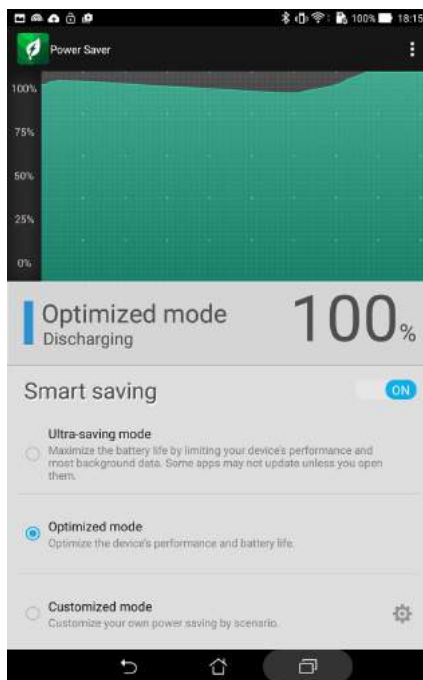 100% 18:15
Power Saver
100%
75%
50%
25%
0%
Optimized mode
Discharging
100%
Smart saving
ON
Ultra-saving mode
Maximize the battery life by limiting your device's performance and
most background data. Some apps may not update unless you open
them.
Optimized mode
Optimize the device's performance and battery life.
Customized mode
Customize your own power saving by scenario.